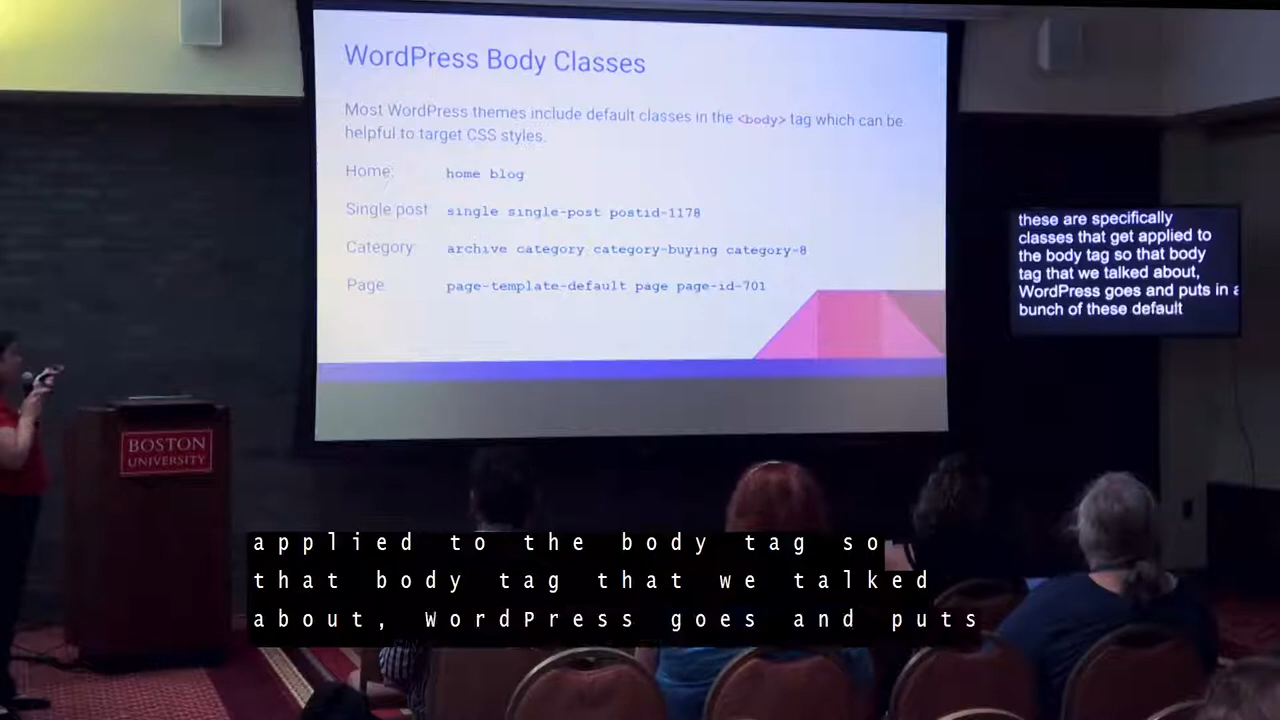 WordPress Body Classes
Most WordPress themes include default classes in the <body> tag which can be
helpful to target CSS styles.
Home: home blog
Single post single single-post postid-1178
Category archive category category-buying category-8
Page page-template-default page page-id-701
these are specifically
classes that get applied to
the body tag so that body
tag that we talked about,
WordPress goes and puts in a
bunch of these default
BOSTON
UNIVERSITY
applied to the body tag so
that body tag that we talked
about, WordPress goes and puts